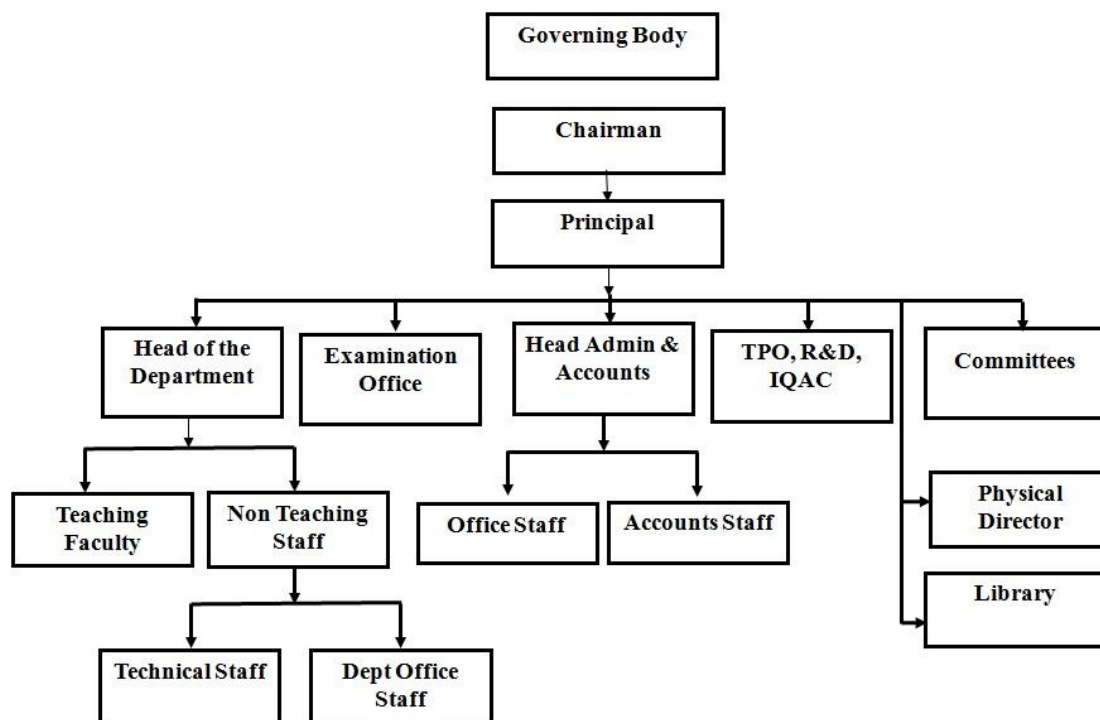 Governing Body
Chairman
Principal
Head of the
Department
Examination
Office
Head Admin &
Accounts
TPO, R&D,
IQAC
Committees
Teaching
Faculty
Non Teaching
Staff
Office Staff
Accounts Staff
Physical
Director
Library
Technical Staff
Dept Office
Staff